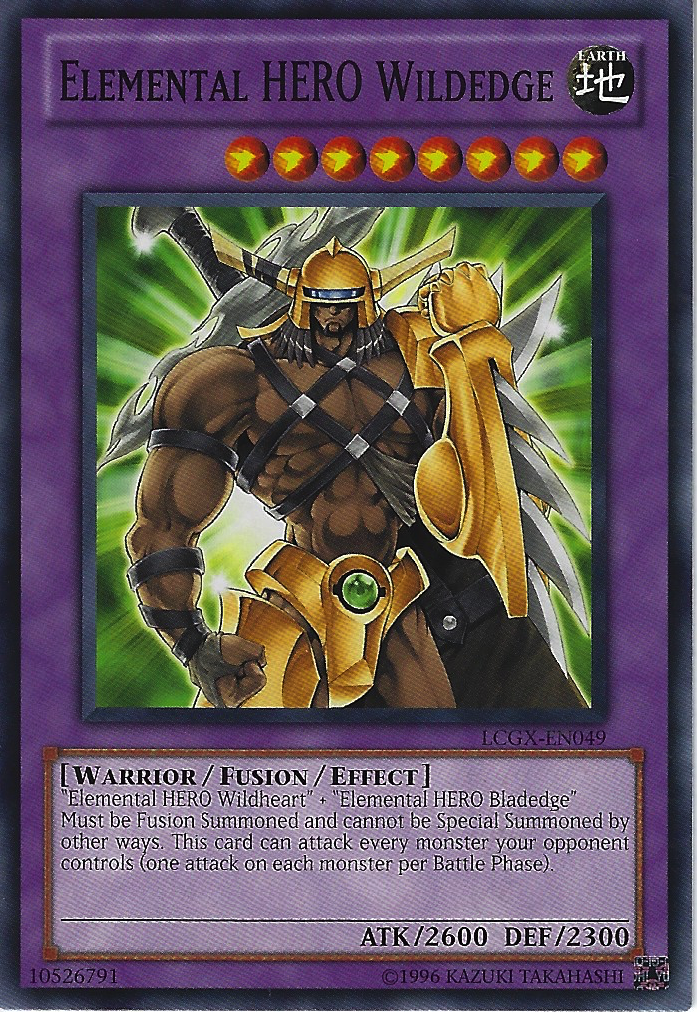 ELEMENTAL HERO WILDEDGE
EARTH
地
LCGX-EN049
[WARRIOR / FUSION / EFFECT]
"Elemental HERO Wildheart" + "Elemental HERO Bladedge"
Must be Fusion Summoned and cannot be Special Summoned by
other ways. This card can attack every monster your opponent
controls (one attack on each monster per Battle Phase).
ATK/2600 DEF/2300
10526791
©1996 KAZUKI TAKAHASHI